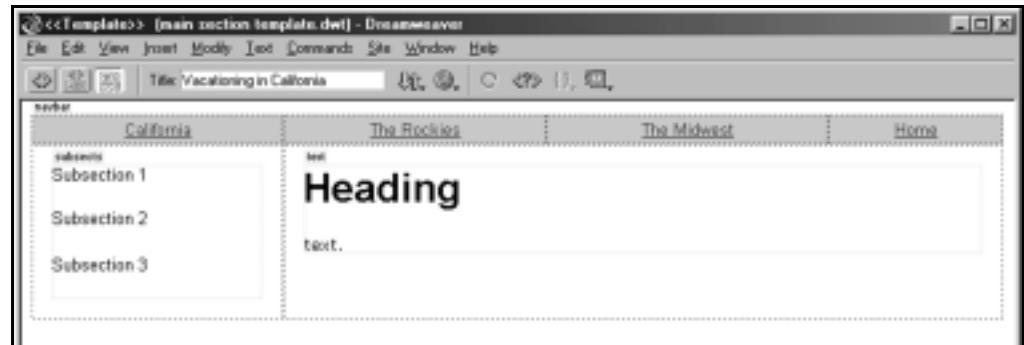 <<Template>> (main section template.dwt) - Dreamweaver
File Edit View Insert Modify Text Commands Site Window Help
Title: Vacationing in California
navbar
California The Rockies The Midwest Home
subsects text
Subsection 1
Heading
Subsection 2
text.
Subsection 3